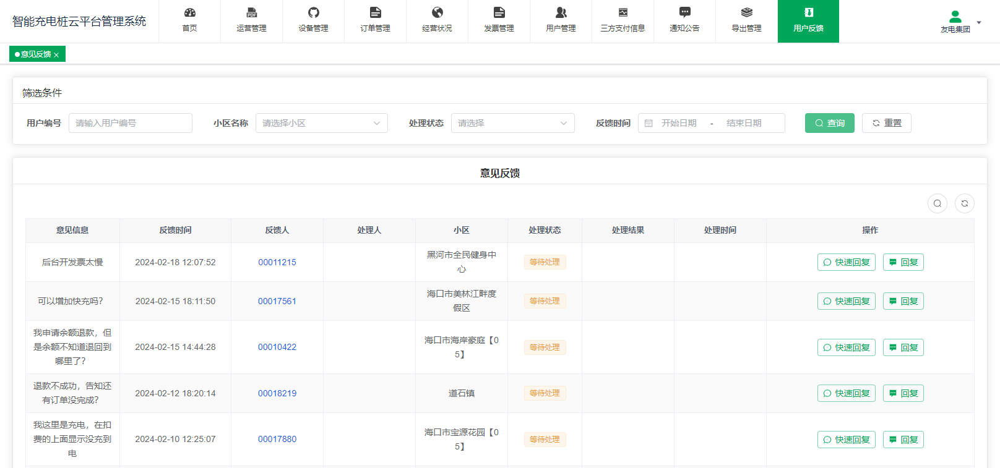 智能充电桩云平台管理系统
首页
运营管理
设备管理
订单管理
经营状况
发票管理
用户管理
三方支付信息
通知公告
导出管理
用户反馈
友电集团
意见反馈
筛选条件
用户编号 请输入用户编号 小区名称 请选择小区 处理状态 请选择 反馈时间 开始日期 - 结束日期 查询 重置
意见反馈
意见信息 反馈时间 反馈人 处理人 小区 处理状态 处理结果 处理时间 操作
后台开发票太慢 2024-02-18 12:07:52 00011215
黑河市全民健身中
心
等待处理 快速回复 回复
可以增加快充吗？ 2024-02-15 18:11:50 00017561
海口市美林江畔度
假区
等待处理 快速回复 回复
我申请余额退款，但
是余额不知道退回到
哪里了？
2024-02-15 14:44:28 00010422
海口市海岸豪庭【0
5】
等待处理 快速回复 回复
退款不成功，告知还
有订单没完成？
2024-02-12 18:20:14 00018219 道石镇 等待处理 快速回复 回复
我这里是充电，在扣
费的上面显示没充到
电
2024-02-10 12:25:07 00017880
海口市宝源花园【0
5】
等待处理 快速回复 回复